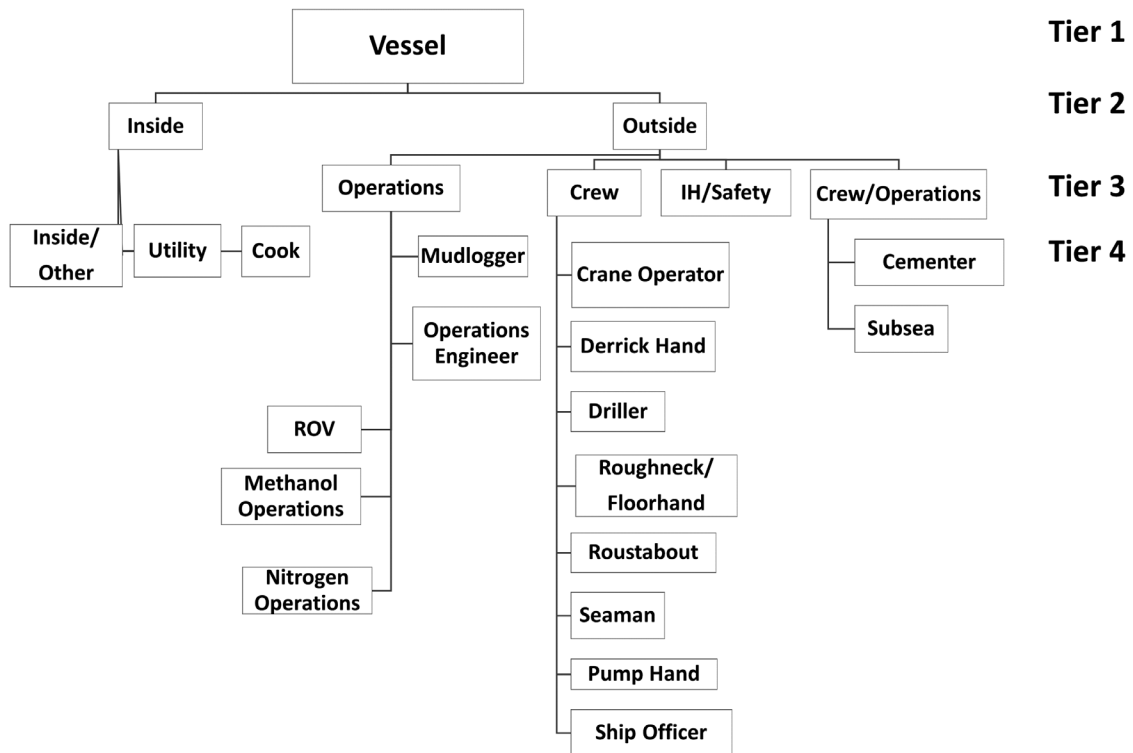 Vessel
Tier 1
Tier 2
Inside
Outside
Operations
Crew
IH/Safety
Crew/Operations
Tier 3
Inside/
Other
Utility
Cook
Mudlogger
Crane Operator
Cementer
Tier 4
Operations
Engineer
Derrick Hand
Subsea
ROV
Driller
Methanol
Operations
Roughneck/
Floorhand
Roustabout
Nitrogen
Operations
Seaman
Pump Hand
Ship Officer